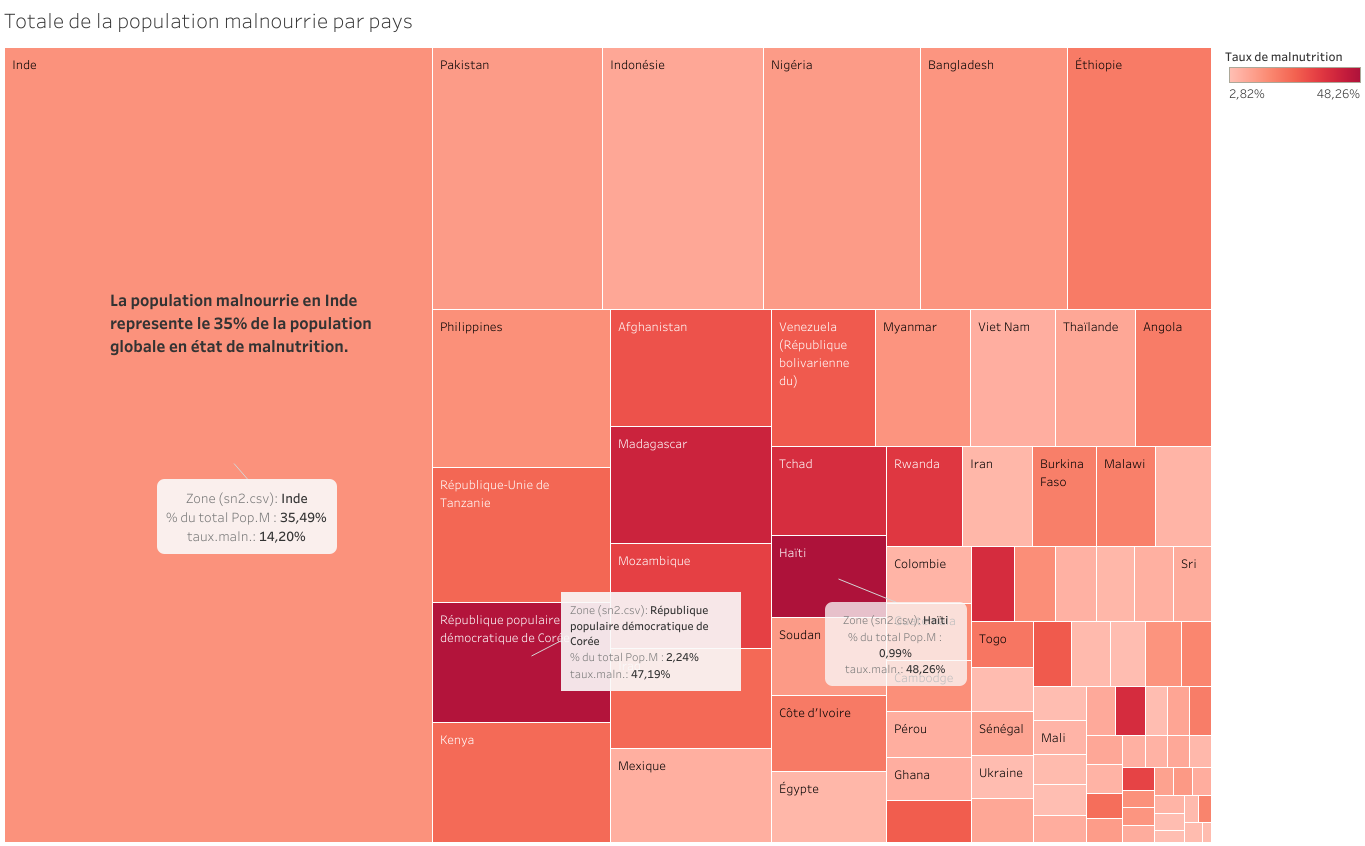 Totale de la population malnourrie par pays
Inde
Pakistan
Indonésie
Nigéria
Bangladesh
Éthiopie
Taux de malnutrition
2,82%
48,26%
La population malnourrie en Inde
represente le 35% de la population
globale en état de malnutrition.
Zone (sn2.csv): Inde
% du total Pop.M : 35,49%
taux.maln.: 14,20%
Philippines
Afghanistan
Venezuela
(République
bolivarienne
du)
Myanmar
Viet Nam
Thaïlande
Angola
Madagascar
Tchad
Rwanda
Iran
Burkina
Faso
Malawi
République-Unie de
Tanzanie
Mozambique
Haïti
Colombie
Sri
République populaire
démocratique de Coré
Zone (sn2.csv): République
populaire démocratique de
Corée
% du total Pop.M : 2,24%
taux.maln.: 47,19%
Zone (sn2.csv): Haïti
% du total Pop.M :
0,99%
taux.maln.: 48,26%
Soudan
Cambodge
Togo
Côte d’Ivoire
Pérou
Sénégal
Mali
Kenya
Mexique
Égypte
Ghana
Ukraine